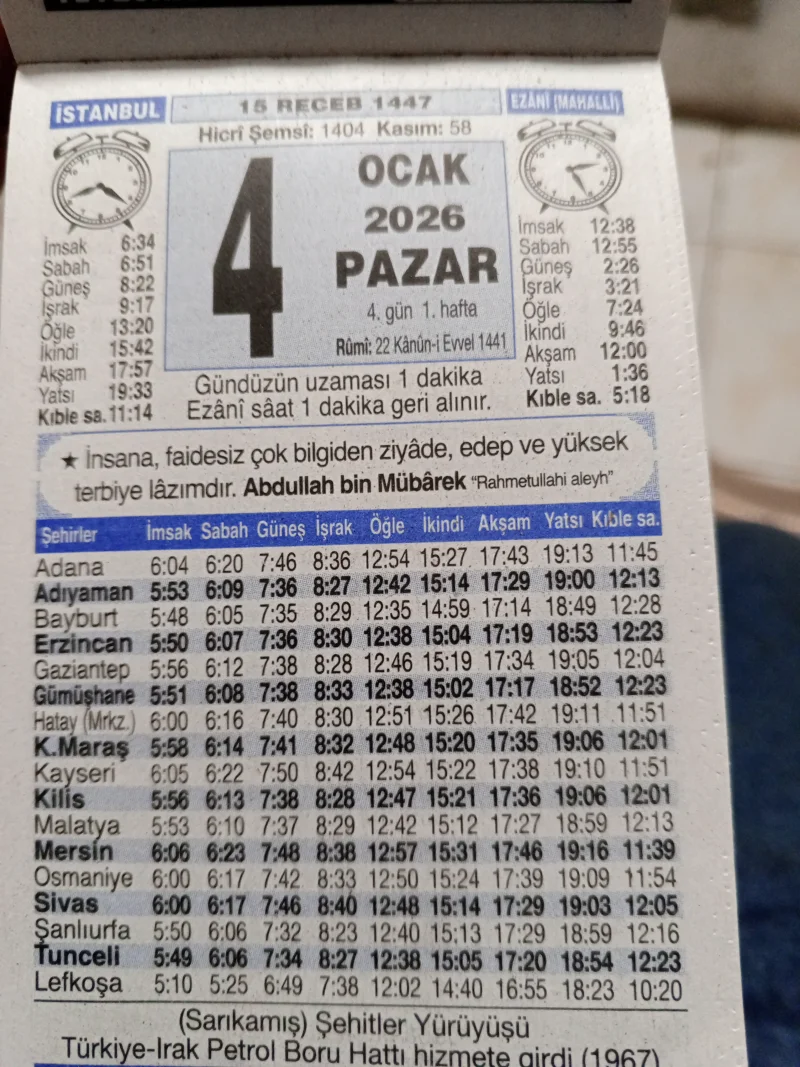 İSTANBUL
15 RECEB 1447
EZÂNÎ (MAHALLÎ)
Hicrî Şemsî: 1404 Kasım: 58
4
OCAK
2026
PAZAR
4. gün 1. hafta
Rûmî: 22 Kânûn-i Evvel 1441
İmsak 6:34
Sabah 6:51
Güneş 8:22
İşrak 9:17
Öğle 13:20
İkindi 15:42
Akşam 17:57
Yatsı 19:33
Kıble sa. 11:14
İmsak 12:38
Sabah 12:55
Güneş 2:26
İşrak 3:21
Öğle 7:24
İkindi 9:46
Akşam 12:00
Yatsı 1:36
Kıble sa. 5:18
Gündüzün uzaması 1 dakika
Ezânî sâat 1 dakika geri alınır.
★ İnsana, faidesiz çok bilgiden ziyâde, edep ve yüksek
terbiye lâzımdır. Abdullah bin Mübârek "Rahmetullahi aleyh"
Şehirler İmsak Sabah Güneş İşrak Öğle İkindi Akşam Yatsı Kıble sa.
Adana 6:04 6:20 7:46 8:36 12:54 15:27 17:43 19:13 11:45
Adıyaman 5:53 6:09 7:36 8:27 12:42 15:14 17:29 19:00 12:13
Bayburt 5:48 6:05 7:35 8:29 12:35 14:59 17:14 18:49 12:28
Erzincan 5:50 6:07 7:36 8:30 12:38 15:04 17:19 18:53 12:23
Gaziantep 5:56 6:12 7:38 8:28 12:46 15:19 17:34 19:05 12:04
Gümüşhane 5:51 6:08 7:38 8:33 12:38 15:02 17:17 18:52 12:23
Hatay (Mrkz.) 6:00 6:16 7:40 8:30 12:51 15:26 17:42 19:11 11:51
K.Maraş 5:58 6:14 7:41 8:32 12:48 15:20 17:35 19:06 12:01
Kayseri 6:05 6:22 7:50 8:42 12:54 15:22 17:38 19:10 11:51
Kilis 5:56 6:13 7:38 8:28 12:47 15:21 17:36 19:06 12:01
Malatya 5:53 6:10 7:37 8:29 12:42 15:12 17:27 18:59 12:13
Mersin 6:06 6:23 7:48 8:38 12:57 15:31 17:46 19:16 11:39
Osmaniye 6:00 6:17 7:42 8:33 12:50 15:24 17:39 19:09 11:54
Sivas 6:00 6:17 7:46 8:40 12:48 15:14 17:29 19:03 12:05
Şanlıurfa 5:50 6:06 7:32 8:23 12:40 15:13 17:29 18:59 12:16
Tunceli 5:49 6:06 7:34 8:27 12:38 15:05 17:20 18:54 12:23
Lefkoşa 5:10 5:25 6:49 7:38 12:02 14:40 16:55 18:23 10:20
(Sarıkamış) Şehitler Yürüyüşü
Türkiye-Irak Petrol Boru Hattı hizmete girdi (1967)